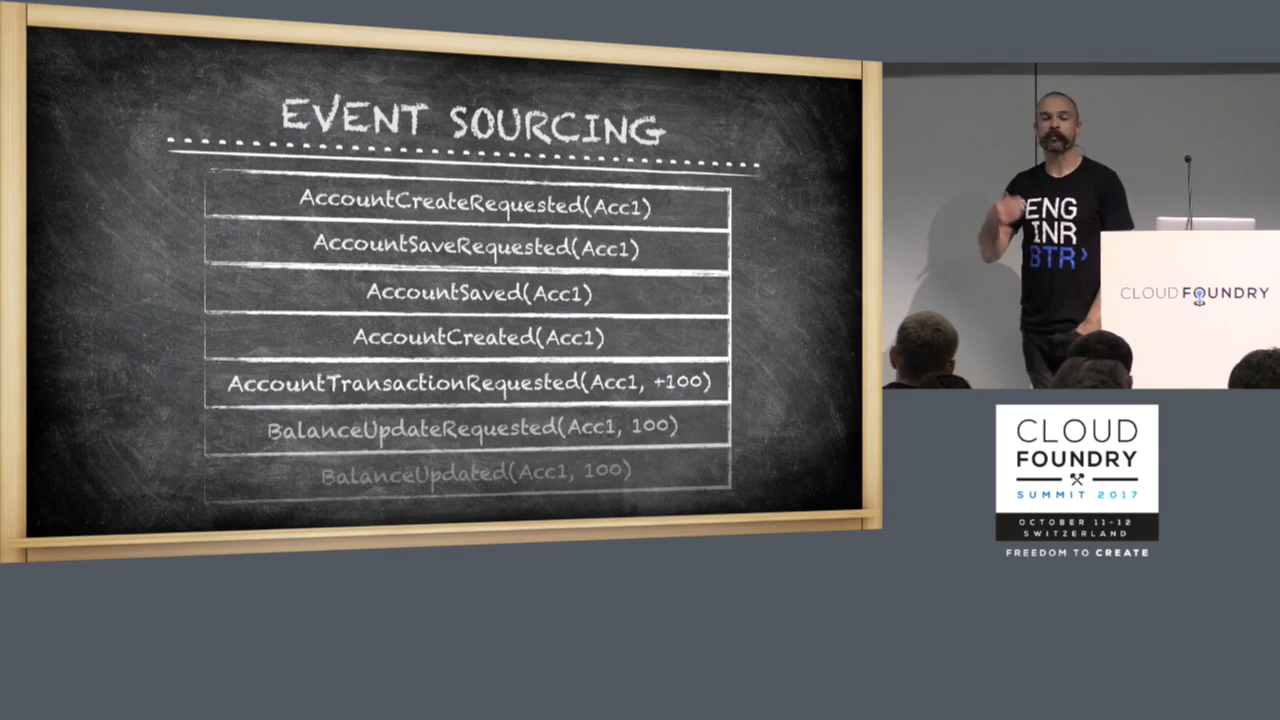 EVENT SOURCING
AccountCreateRequested(Acc1)
AccountSaveRequested(Acc1)
AccountSaved(Acc1)
AccountCreated(Acc1)
AccountTransactionRequested(Acc1, +100)
BalanceUpdateRequested(Acc1, 100)
BalanceUpdated(Acc1, 100)
ENG
INR
BTR>
CLOUD FOUNDRY
CLOUD
FOUNDRY
SUMMIT 2017
OCTOBER 11-12
SWITZERLAND
FREEDOM TO CREATE